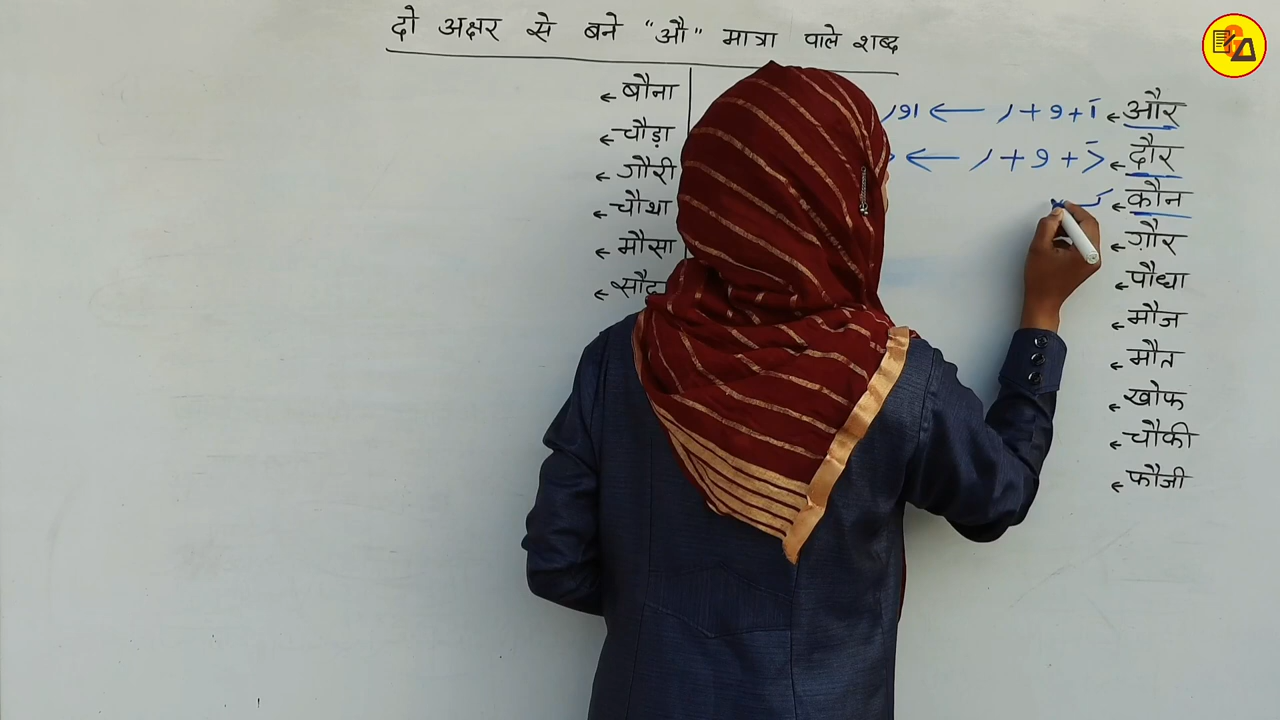 दो अक्षर से बने "औ" मात्रा वाले शब्द
← और
← दौर
← कौन
← ग़ौर
← पौधा
← मौज
← मौत
← खौफ
← चौकी
← फौजी
← बौना
← चौड़ा
← गौरी
← चौथा
← मौसा
اَ + و + ر ←
دَ + و + ر ←